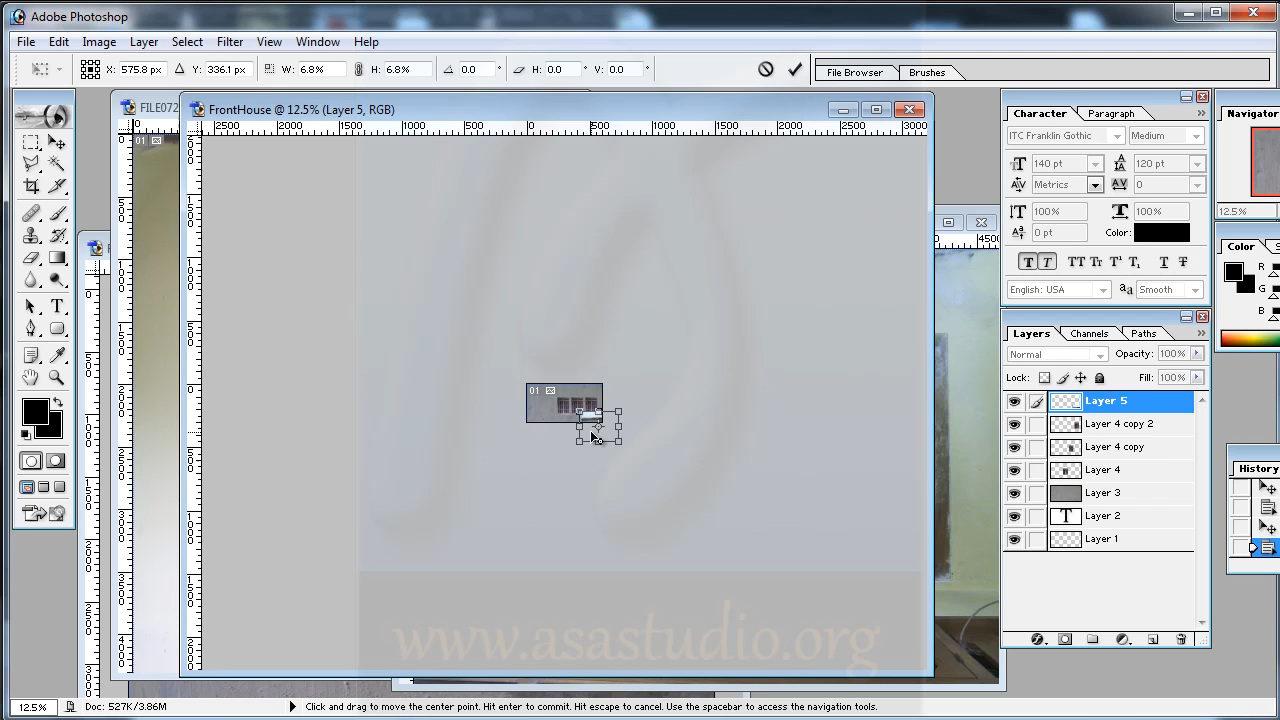 Adobe Photoshop
File Edit Image Layer Select Filter View Window Help
X: 575.8 px Y: 336.1 px W: 6.8% H: 6.8% 0.0 ° H: 0.0 V: 0.0 °
File Browser Brushes
FILE072
FrontHouse @ 12.5% (Layer 5, RGB)
2500 2000 1500 1000 500 0 500 1000 1500 2000 2500 3000
01
4500
01
Character Paragraph
ITC Franklin Gothic Medium
140 pt 120 pt
Metrics 0
100% 100%
0 pt Color:
T T TT Tr T¹ T₁ T T
English: USA aa Smooth
Navigator
12.5%
Color S
R
G
B
Layers Channels Paths
Normal Opacity: 100%
Lock: Fill: 100%
Layer 5
Layer 4 copy 2
Layer 4 copy
Layer 4
Layer 3
Layer 2
Layer 1
History
www.asastudio.org
12.5% Doc: 527K/3.86M Click and drag to move the center point. Hit enter to commit. Hit escape to cancel. Use the spacebar to access the navigation tools.